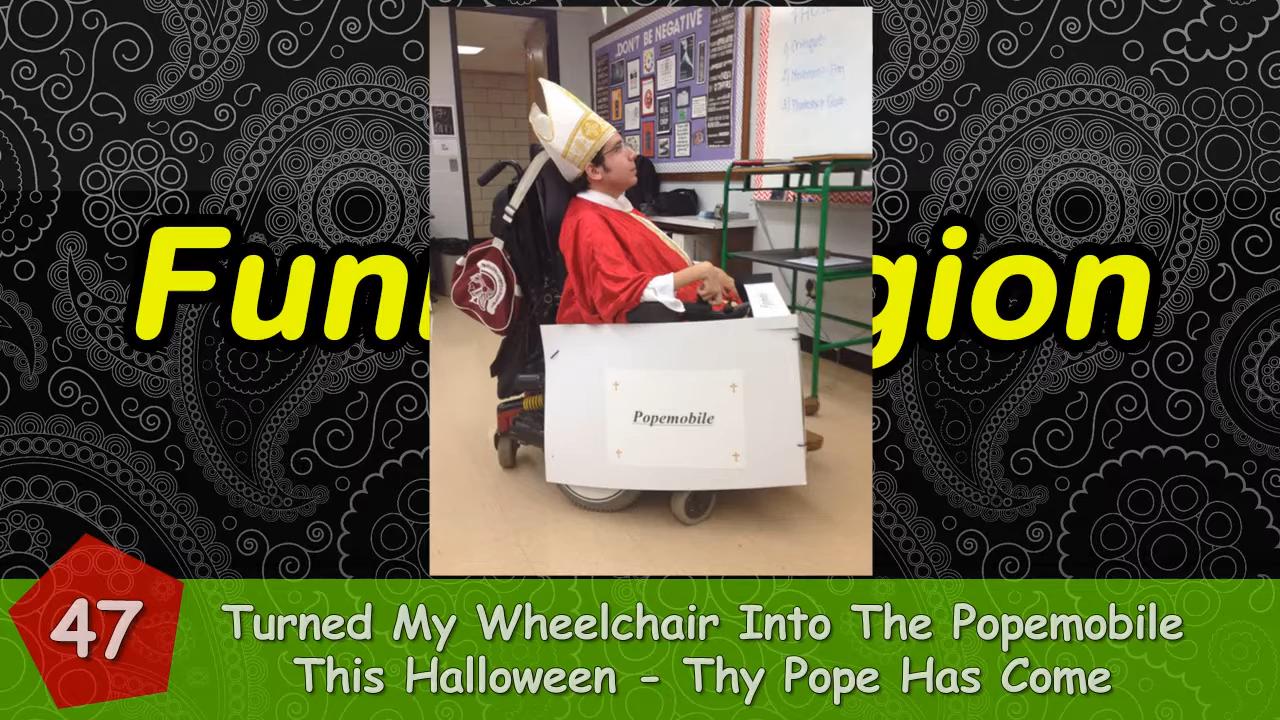 ...DON'T BE NEGATIVE
Fun
gion
Popemobile
47
Turned My Wheelchair Into The Popemobile
This Halloween - Thy Pope Has Come